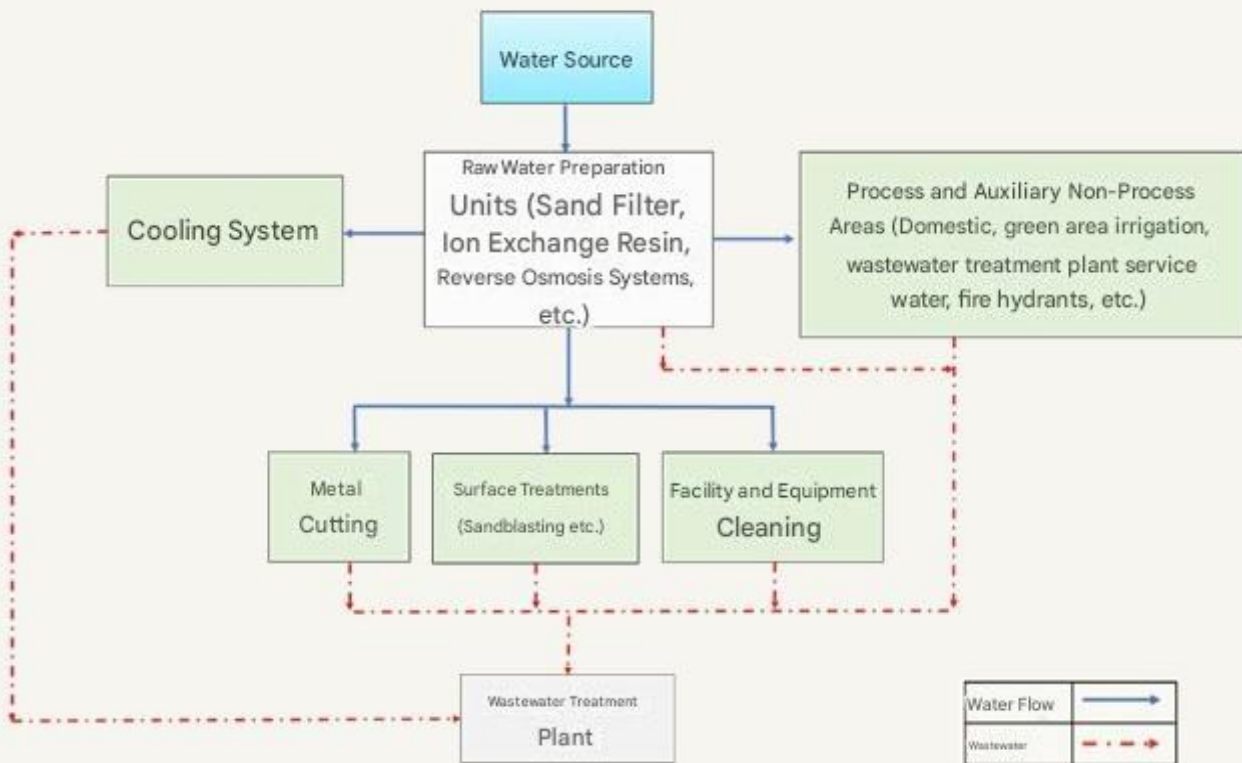 Water Source
Raw Water Preparation
Units (Sand Filter,
Ion Exchange Resin,
Reverse Osmosis Systems,
etc.)
Cooling System
Process and Auxiliary Non-Process
Areas (Domestic, green area irrigation,
wastewater treatment plant service
water, fire hydrants, etc.)
Metal
Cutting
Surface Treatments
(Sandblasting etc.)
Facility and Equipment
Cleaning
Wastewater Treatment
Plant
Water Flow
Wastewater